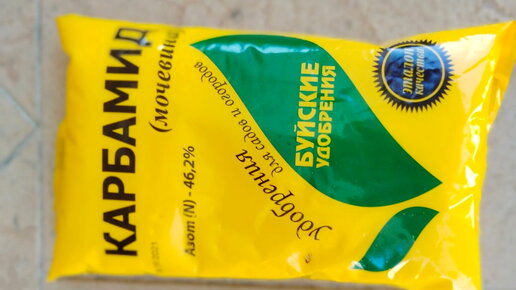 КАРБАМИД
(мочевина)
Азот (N) - 46,2%
удобрения
для садов и огородов
БУЙСКИЕ
УДОБРЕНИЯ
эталон
качества